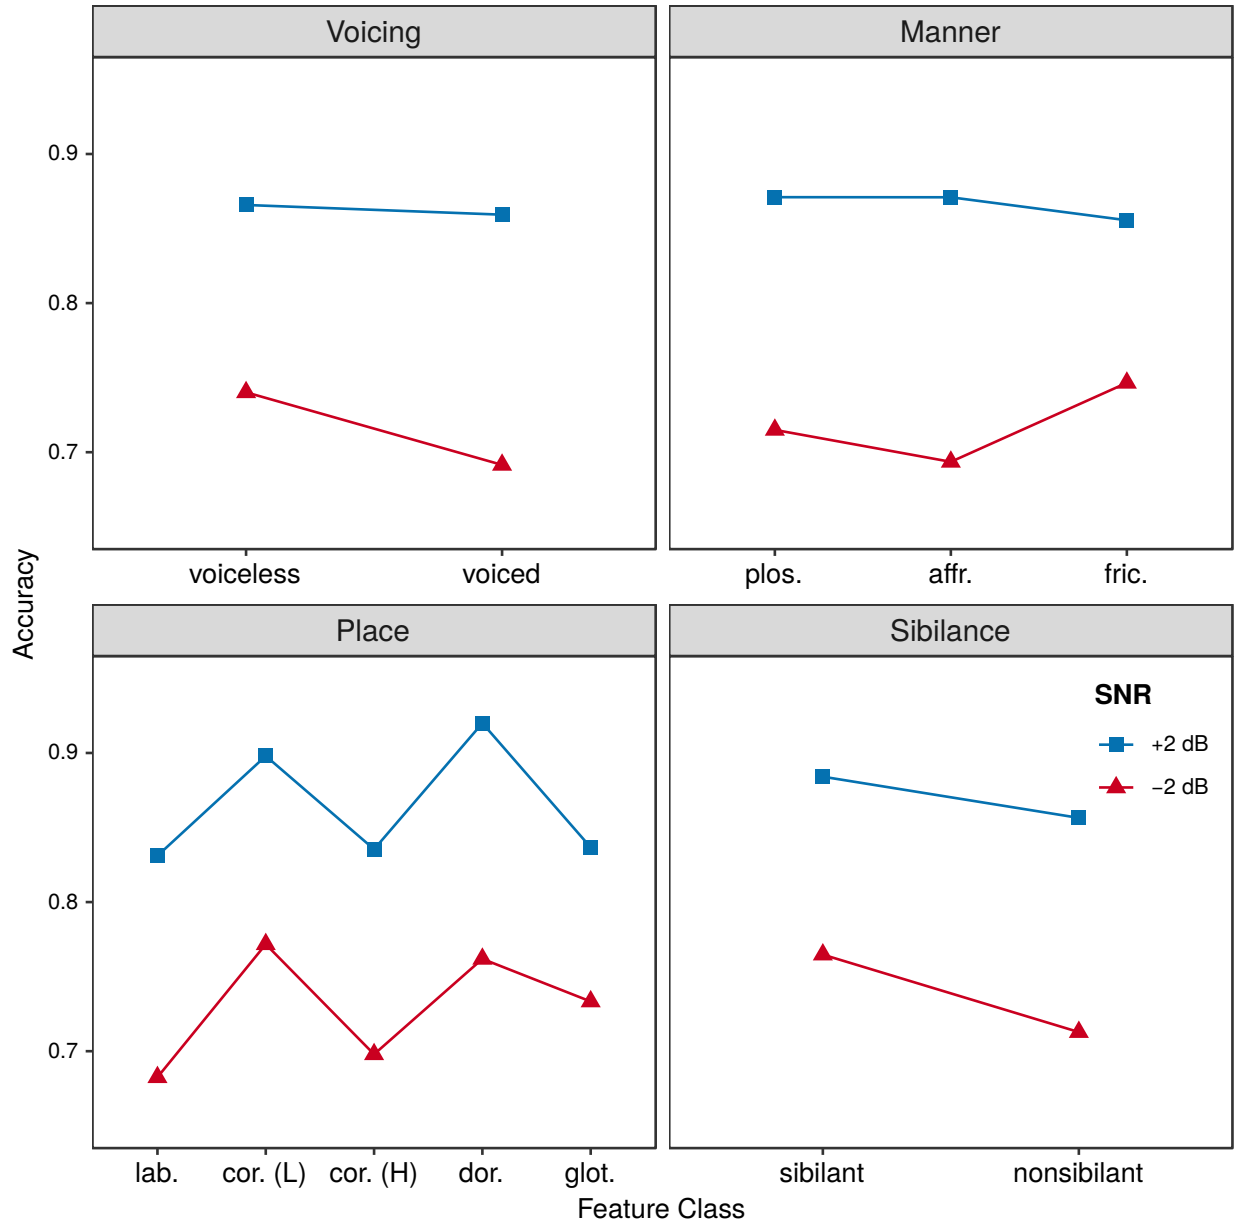 Voicing
Manner
0.9
0.8
0.7
voiceless voiced
plos. affr. fric.
Accuracy
Place
Sibilance
SNR
+2 dB
−2 dB
0.9
0.8
0.7
lab. cor. (L) cor. (H) dor. glot.
sibilant nonsibilant
Feature Class